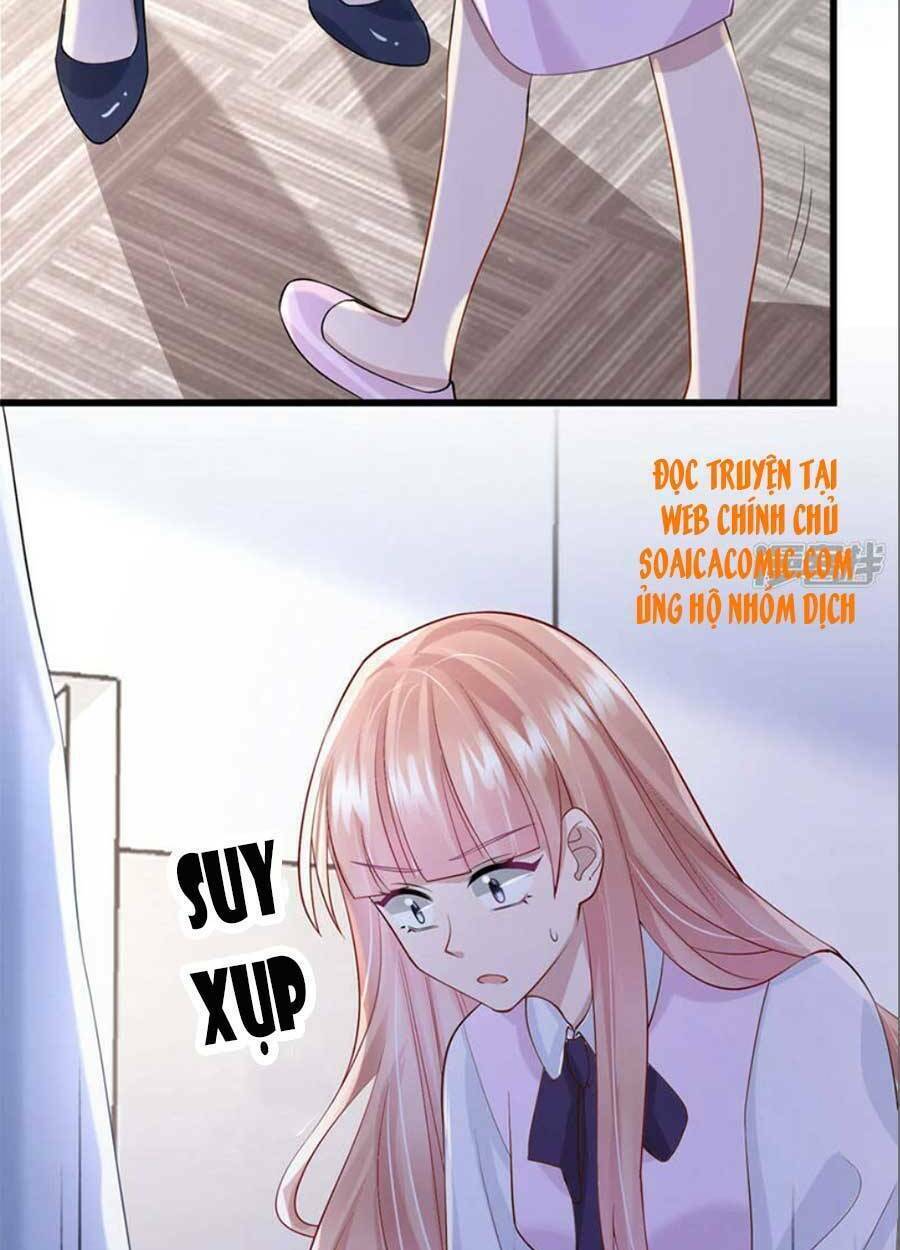 ĐỌC TRUYỆN TẠI
WEB CHÍNH CHỦ
SOAICACOMIC.COM
ỦNG HỘ NHÓM DỊCH
SUY
XỤP